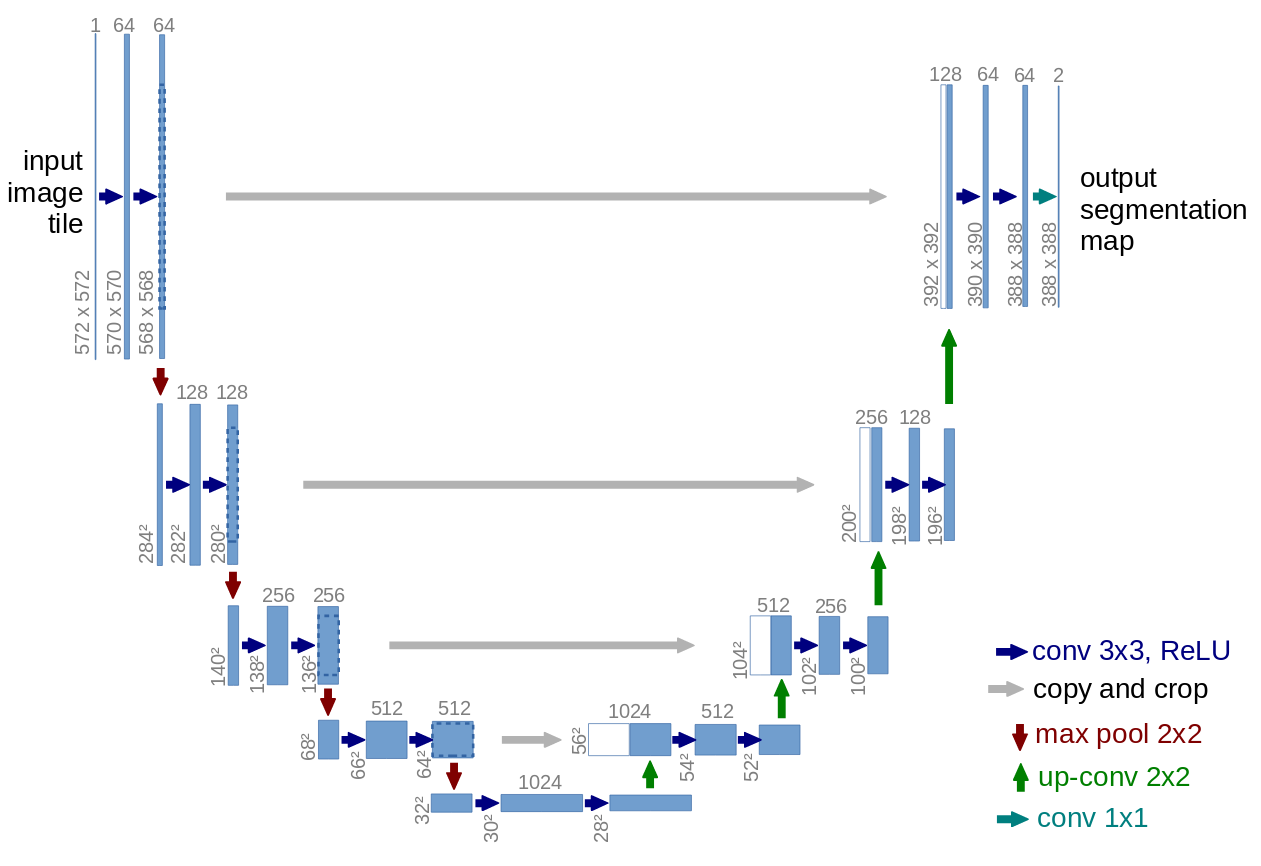 1 64 64
128 64 64 2
input
image
tile
output
segmentation
map
572 x 572
570 x 570
568 x 568
392 x 392
390 x 390
388 x 388
388 x 388
128 128
256 128
284²
282²
280²
200²
198²
196²
256 256
512 256
140²
138²
136²
104²
102²
100²
512 512
1024 512
68²
66²
64²
56²
54²
52²
1024
32²
30²
28²
conv 3x3, ReLU
copy and crop
max pool 2x2
up-conv 2x2
conv 1x1